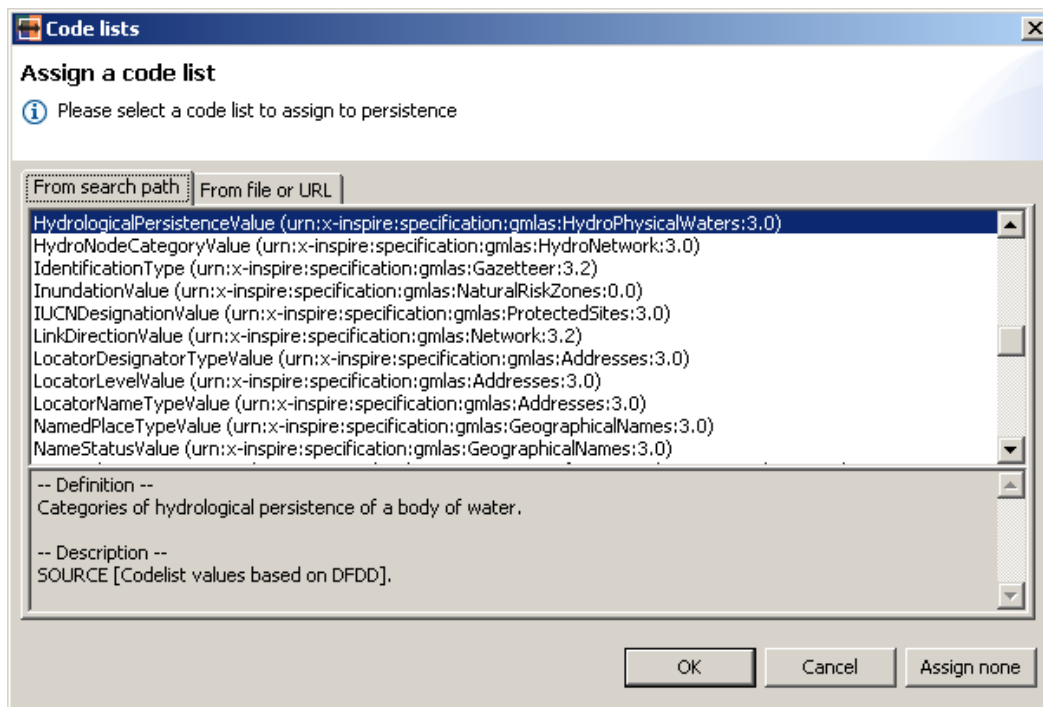 Code lists
Assign a code list
Please select a code list to assign to persistence
From search path From file or URL
HydrologicalPersistenceValue (urn:x-inspire:specification:gmlas:HydroPhysicalWaters:3.0)
HydroNodeCategoryValue (urn:x-inspire:specification:gmlas:HydroNetwork:3.0)
IdentificationType (urn:x-inspire:specification:gmlas:Gazetteer:3.2)
InundationValue (urn:x-inspire:specification:gmlas:NaturalRiskZones:0.0)
IUCNDesignationValue (urn:x-inspire:specification:gmlas:ProtectedSites:3.0)
LinkDirectionValue (urn:x-inspire:specification:gmlas:Network:3.2)
LocatorDesignatorTypeValue (urn:x-inspire:specification:gmlas:Addresses:3.0)
LocatorLevelValue (urn:x-inspire:specification:gmlas:Addresses:3.0)
LocatorNameTypeValue (urn:x-inspire:specification:gmlas:Addresses:3.0)
NamedPlaceTypeValue (urn:x-inspire:specification:gmlas:GeographicalNames:3.0)
NameStatusValue (urn:x-inspire:specification:gmlas:GeographicalNames:3.0)
-- Definition --
Categories of hydrological persistence of a body of water.
-- Description --
SOURCE [Codelist values based on DFDD].
OK Cancel Assign none